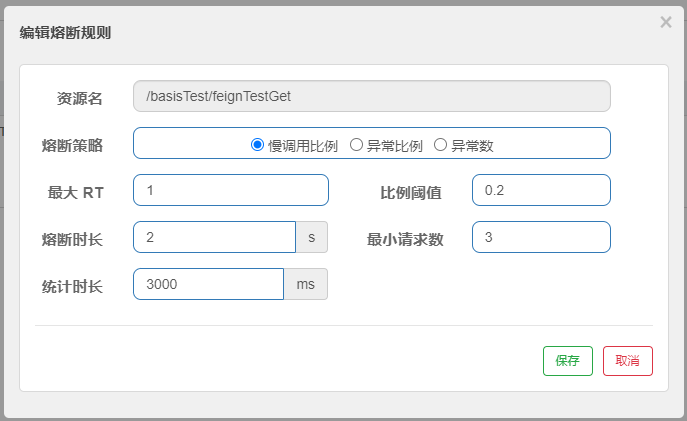 编辑熔断规则
×
资源名 /basisTest/feignTestGet
熔断策略 慢调用比例 异常比例 异常数
最大 RT 1 比例阈值 0.2
熔断时长 2 s 最小请求数 3
统计时长 3000 ms
保存 取消